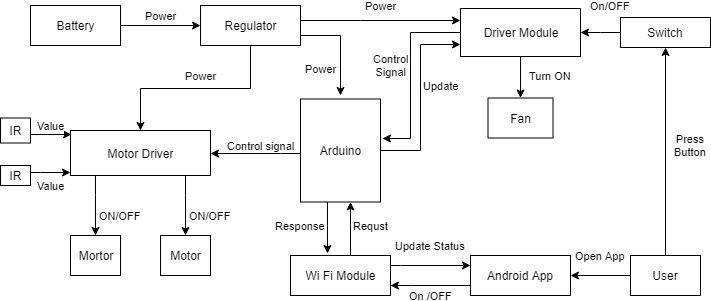 Battery
Power
Regulator
Power
Driver Module
On/OFF
Switch
Power
Power
Control
Signal
Update
Turn ON
Fan
IR
Value
Motor Driver
Control signal
Arduino
Press
Button
IR
Value
ON/OFF
ON/OFF
Mortor
Motor
Response
Requst
Wi Fi Module
Update Status
On /OFF
Android App
Open App
User